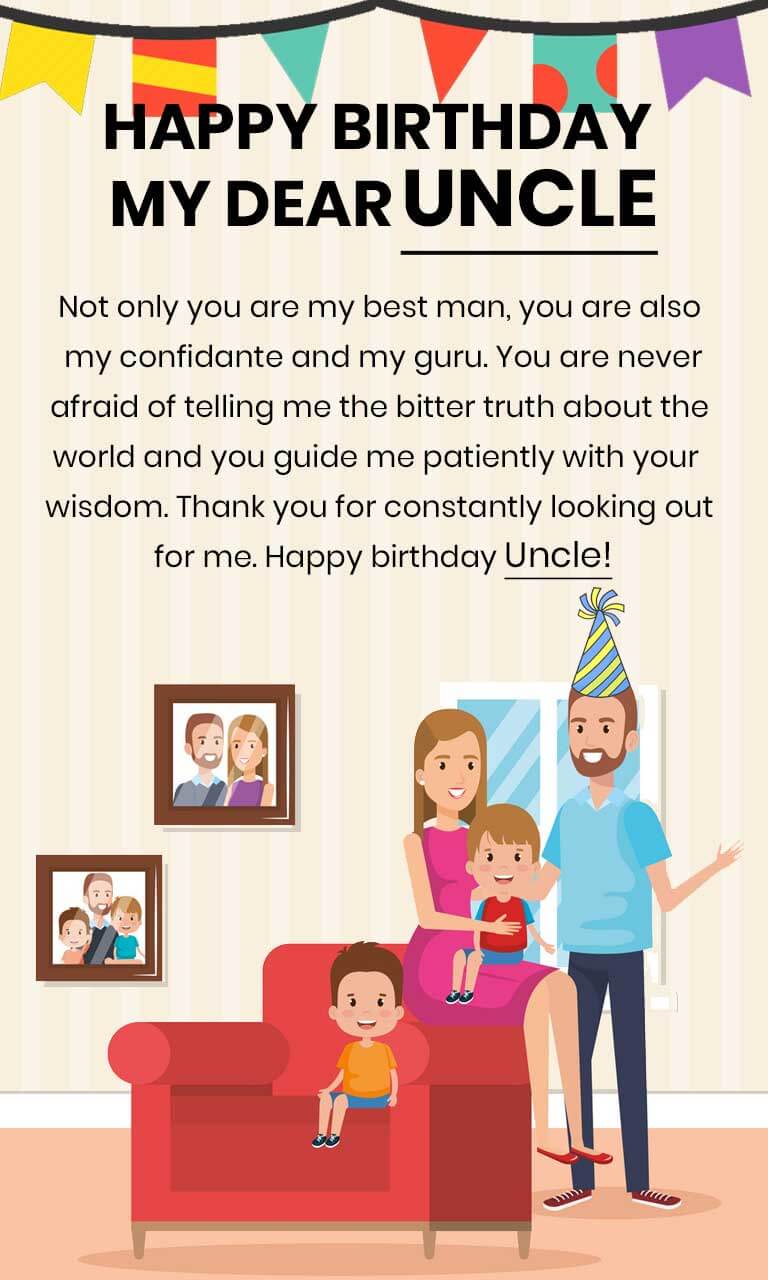 HAPPY BIRTHDAY
MY DEAR UNCLE
Not only you are my best man, you are also
my confidante and my guru. You are never
afraid of telling me the bitter truth about the
world and you guide me patiently with your
wisdom. Thank you for constantly looking out
for me. Happy birthday Uncle!